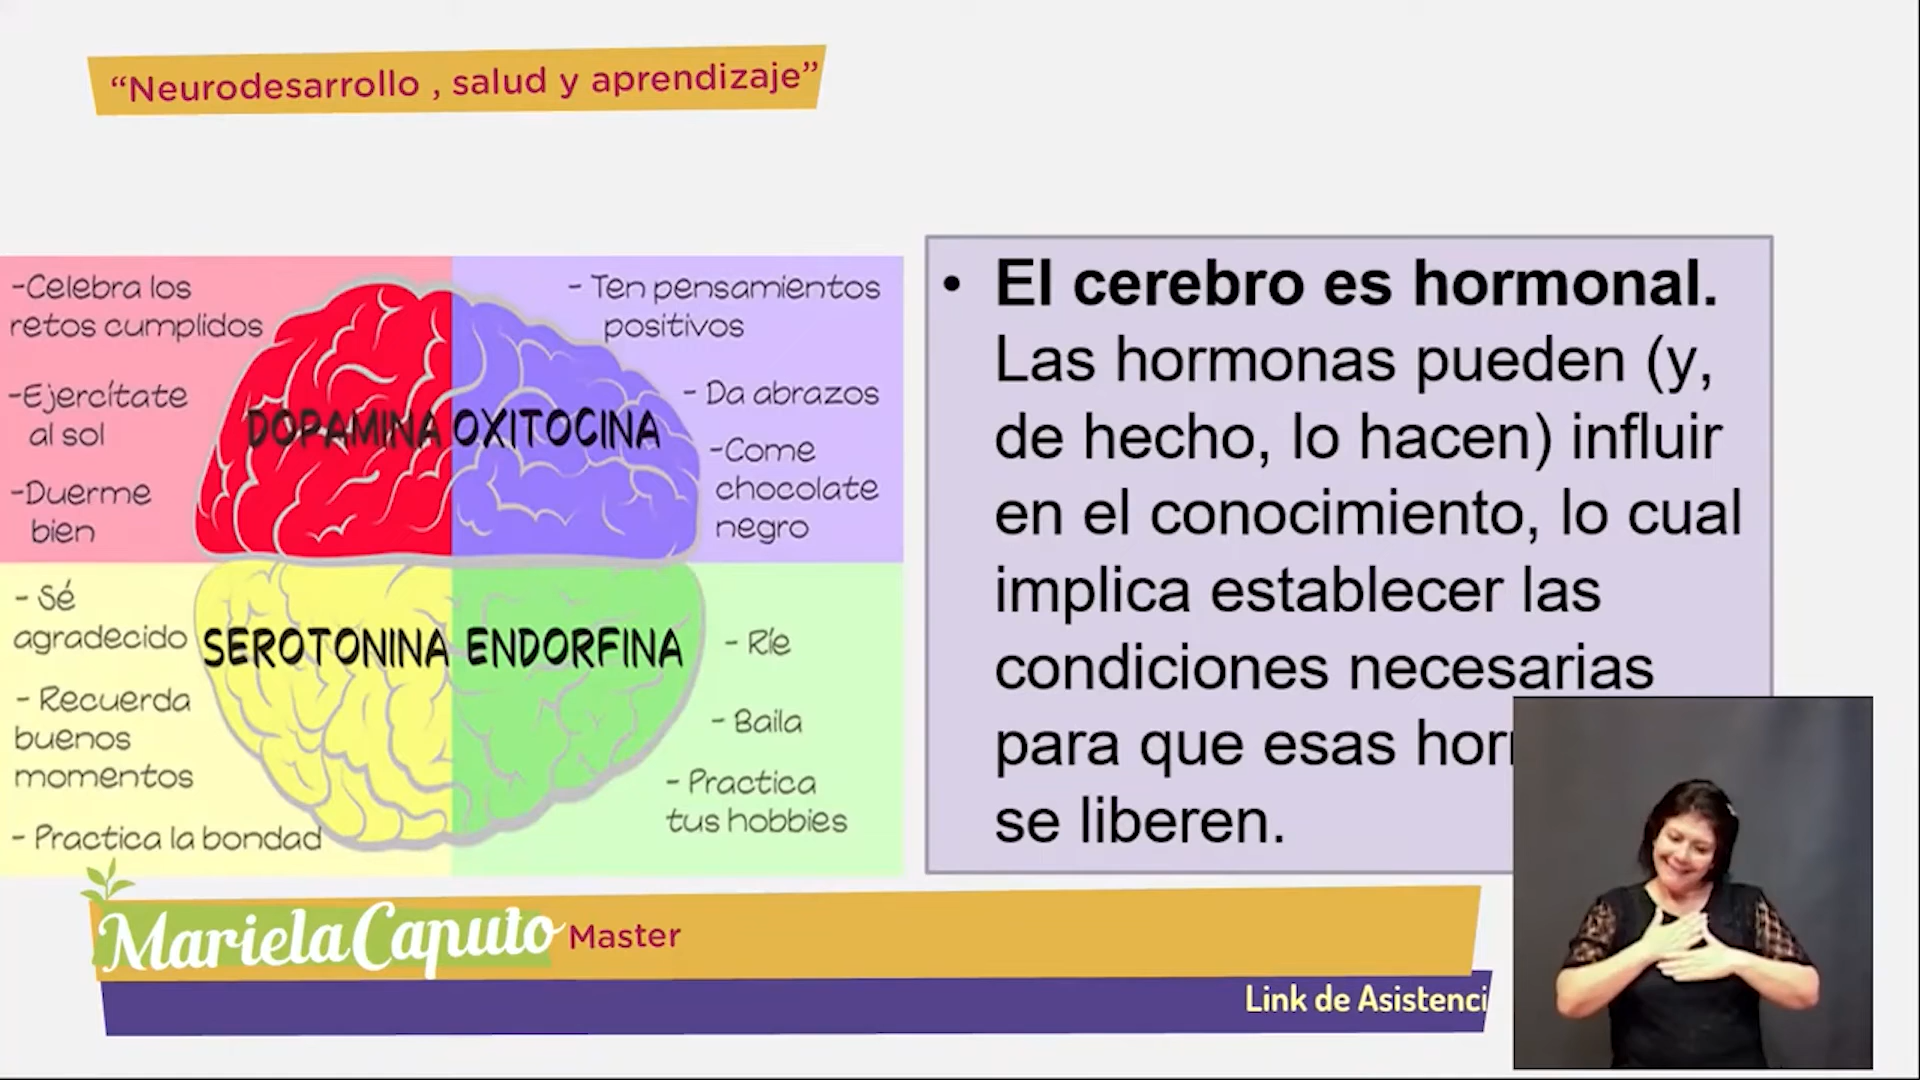 “Neurodesarrollo , salud y aprendizaje”
-Celebra los
retos cumplidos
-Ejercítate
al sol
-Duerme
bien
DOPAMINA
- Ten pensamientos
positivos
- Da abrazos
-Come
chocolate
negro
OXITOCINA
- Sé
agradecido
- Recuerda
buenos
momentos
- Practica la bondad
SEROTONINA
ENDORFINA
- Ríe
- Baila
- Practica
tus hobbies
• El cerebro es hormonal.
Las hormonas pueden (y,
de hecho, lo hacen) influir
en el conocimiento, lo cual
implica establecer las
condiciones necesarias
para que esas
se liberen.
Mariela Caputo Master
Link de